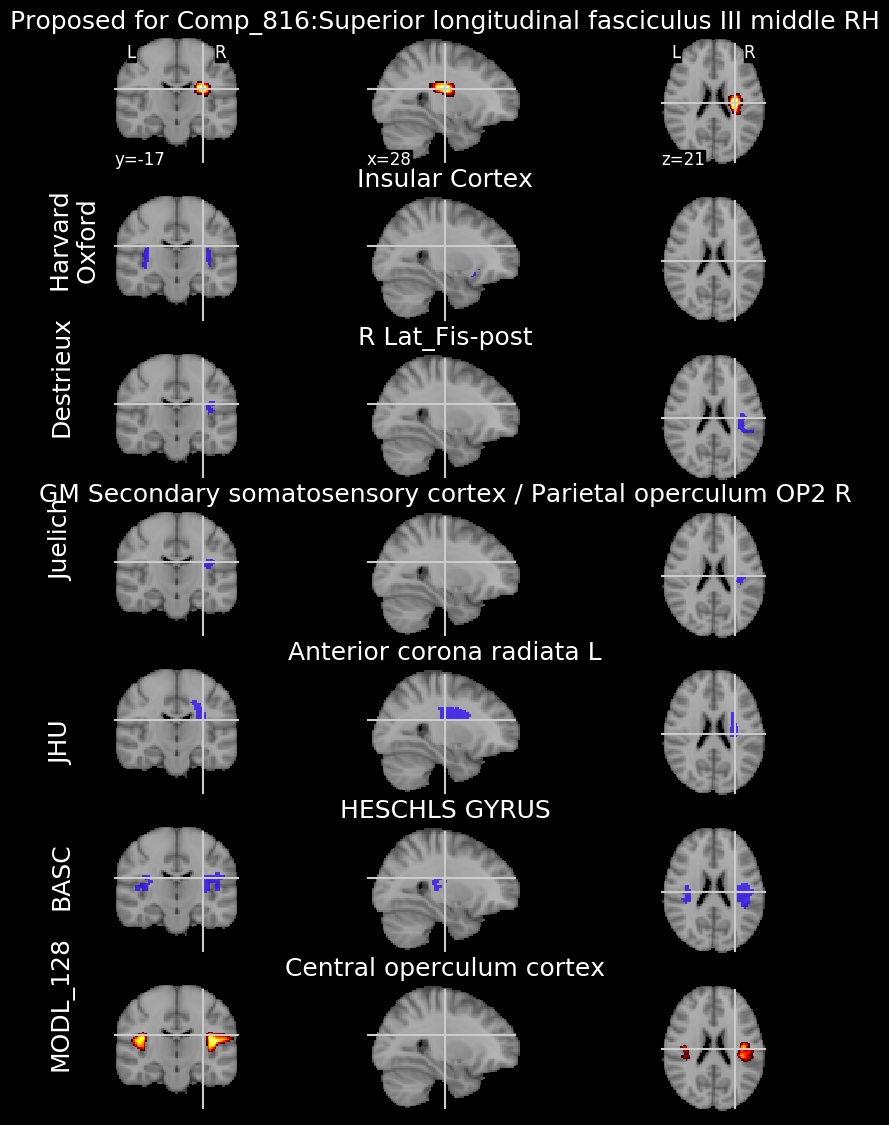 Proposed for Comp_816:Superior longitudinal fasciculus III middle RH
L R L R
y=-17 x=28 z=21
Insular Cortex
Harvard
Oxford
R Lat_Fis-post
Destrieux
GM Secondary somatosensory cortex / Parietal operculum OP2 R
Juelich
Anterior corona radiata L
JHU
HESCHLS GYRUS
BASC
Central operculum cortex
MODL_128